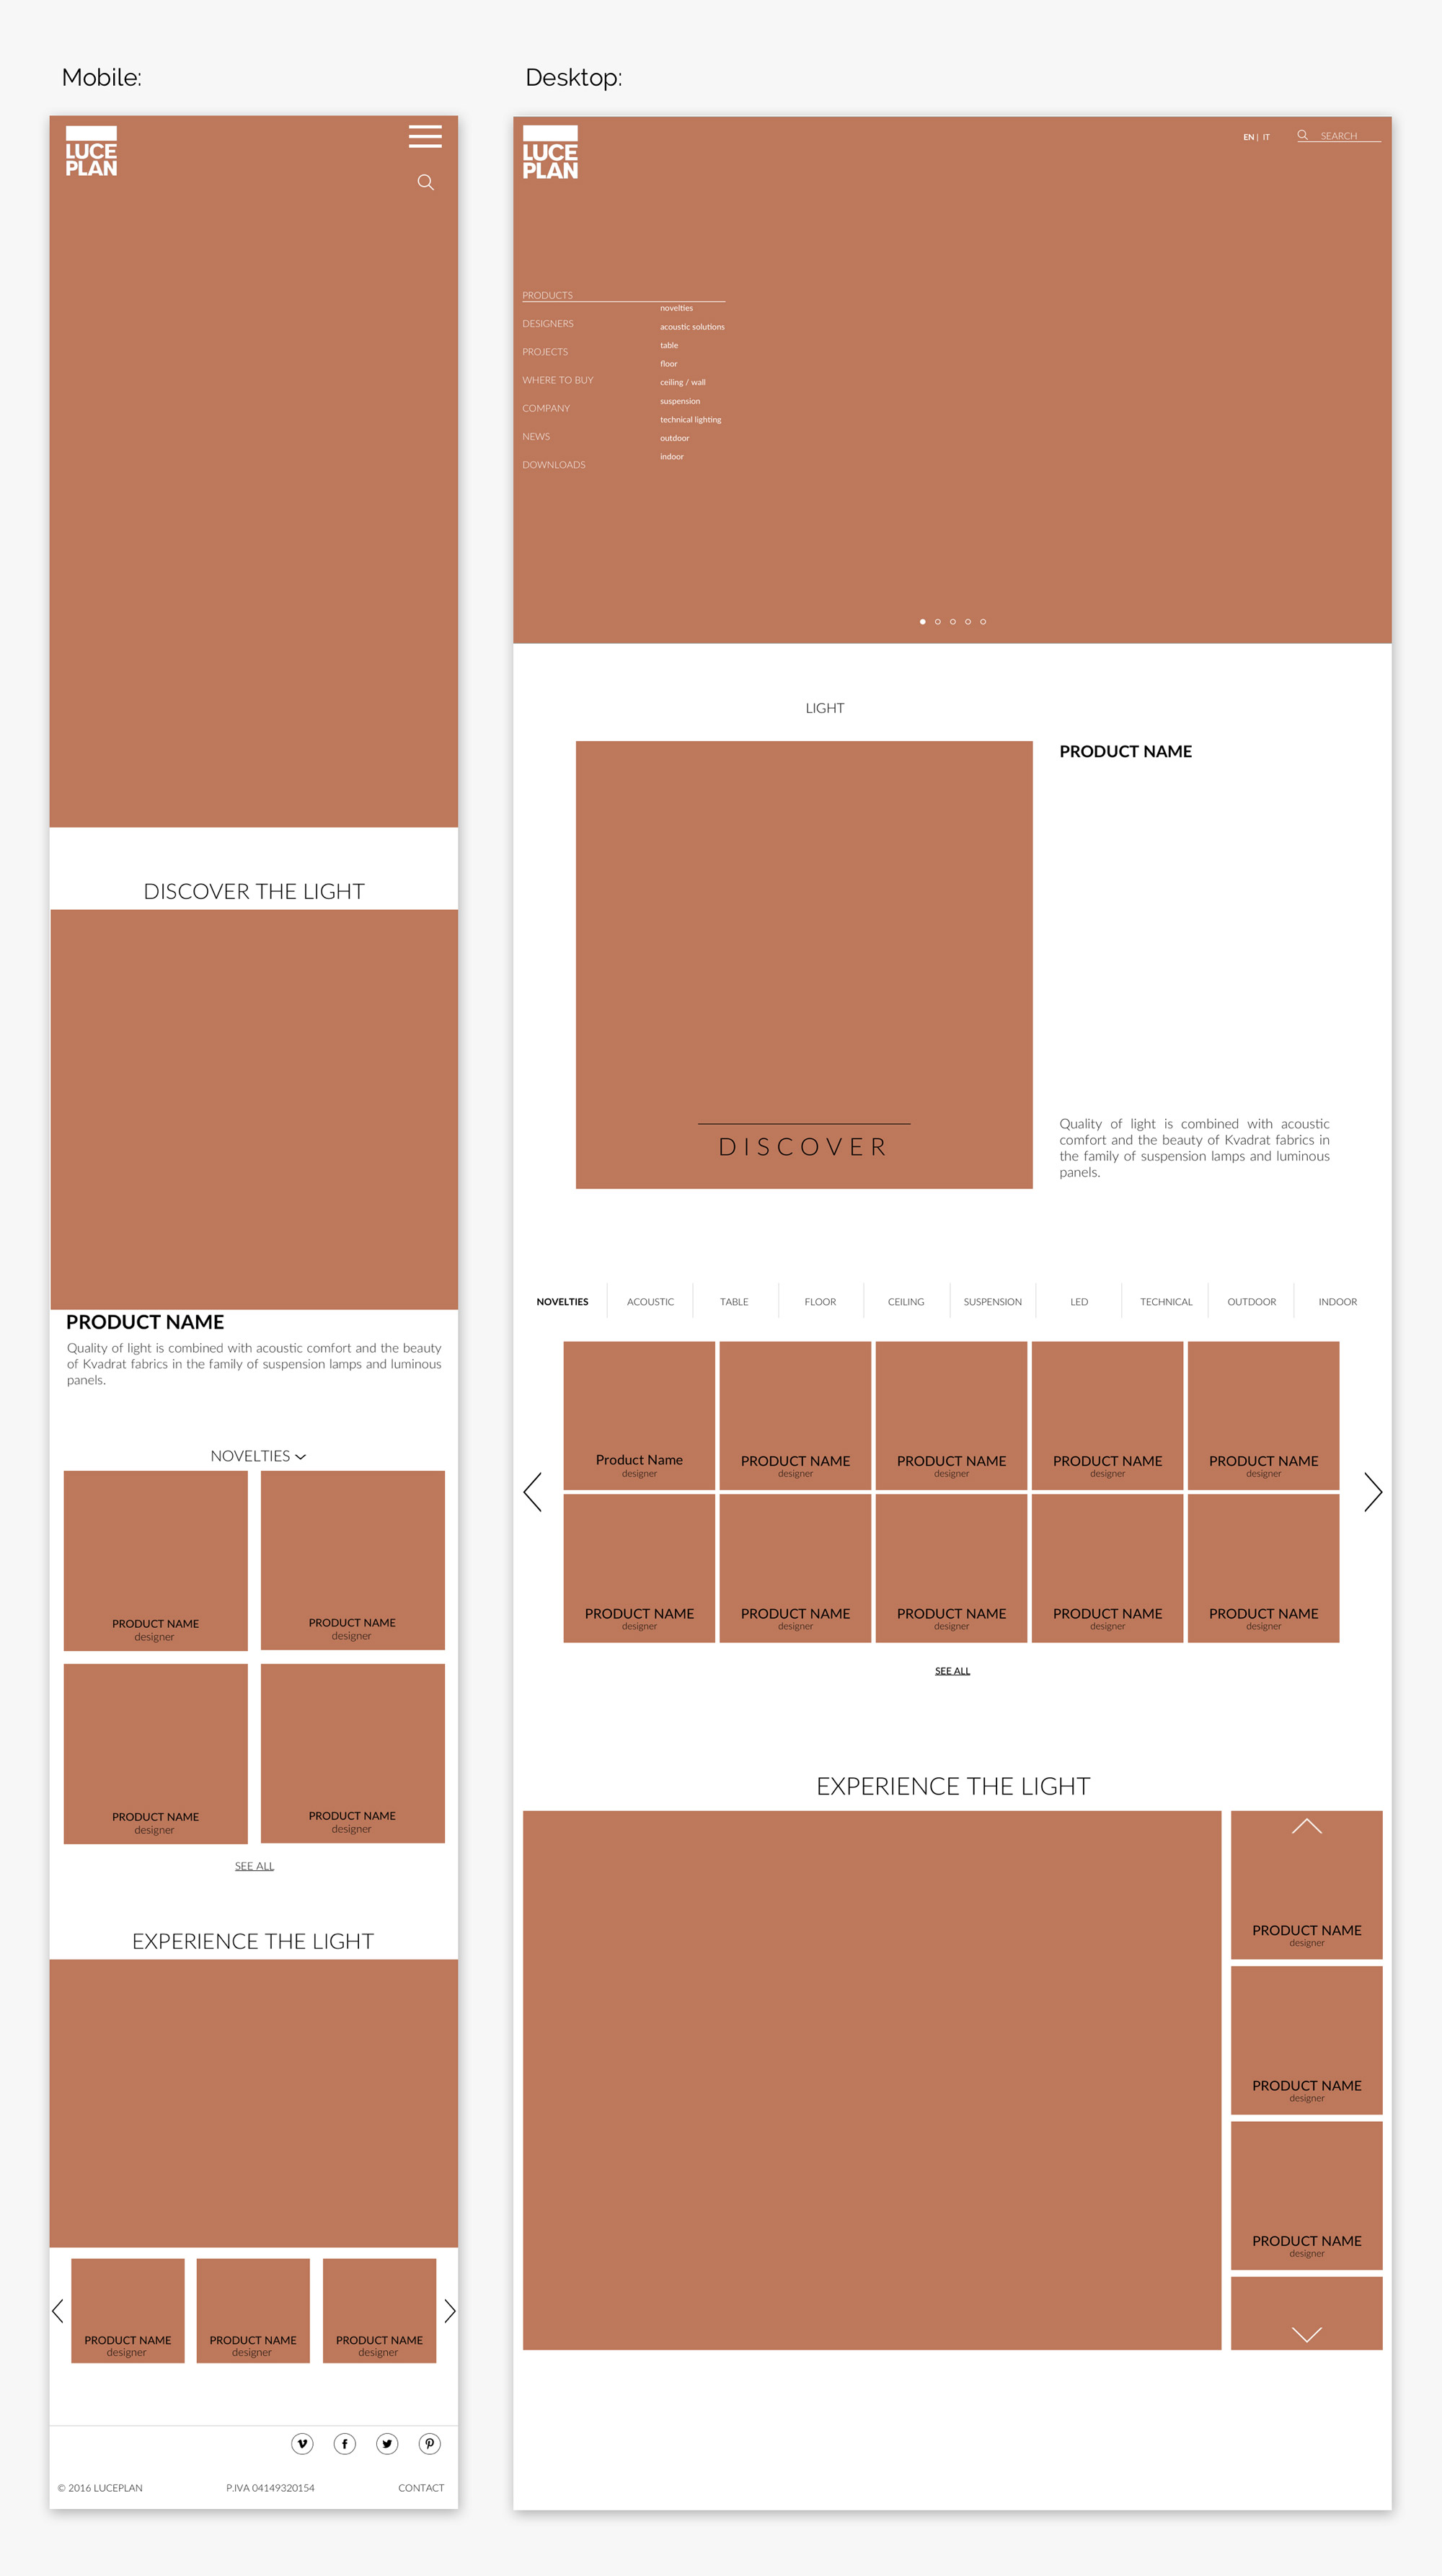 Mobile:
LUCE
PLAN
DISCOVER THE LIGHT
PRODUCT NAME
Quality of light is combined with acoustic comfort and the beauty
of Kvadrat fabrics in the family of suspension lamps and luminous
panels.
NOVELTIES
PRODUCT NAME
designer
PRODUCT NAME
designer
PRODUCT NAME
designer
PRODUCT NAME
designer
SEE ALL
EXPERIENCE THE LIGHT
PRODUCT NAME
designer
PRODUCT NAME
designer
PRODUCT NAME
designer
© 2016 LUCEPLAN
P.IVA 04149320154
CONTACT
Desktop:
LUCE
PLAN
EN | IT
SEARCH
PRODUCTS
DESIGNERS
PROJECTS
WHERE TO BUY
COMPANY
NEWS
DOWNLOADS
novelties
acoustic solutions
table
floor
ceiling / wall
suspension
technical lighting
outdoor
indoor
LIGHT
DISCOVER
PRODUCT NAME
Quality of light is combined with acoustic
comfort and the beauty of Kvadrat fabrics in
the family of suspension lamps and luminous
panels.
NOVELTIES
ACOUSTIC
TABLE
FLOOR
CEILING
SUSPENSION
LED
TECHNICAL
OUTDOOR
INDOOR
Product Name
designer
PRODUCT NAME
designer
PRODUCT NAME
designer
PRODUCT NAME
designer
PRODUCT NAME
designer
PRODUCT NAME
designer
PRODUCT NAME
designer
PRODUCT NAME
designer
PRODUCT NAME
designer
PRODUCT NAME
designer
SEE ALL
EXPERIENCE THE LIGHT
PRODUCT NAME
designer
PRODUCT NAME
designer
PRODUCT NAME
designer